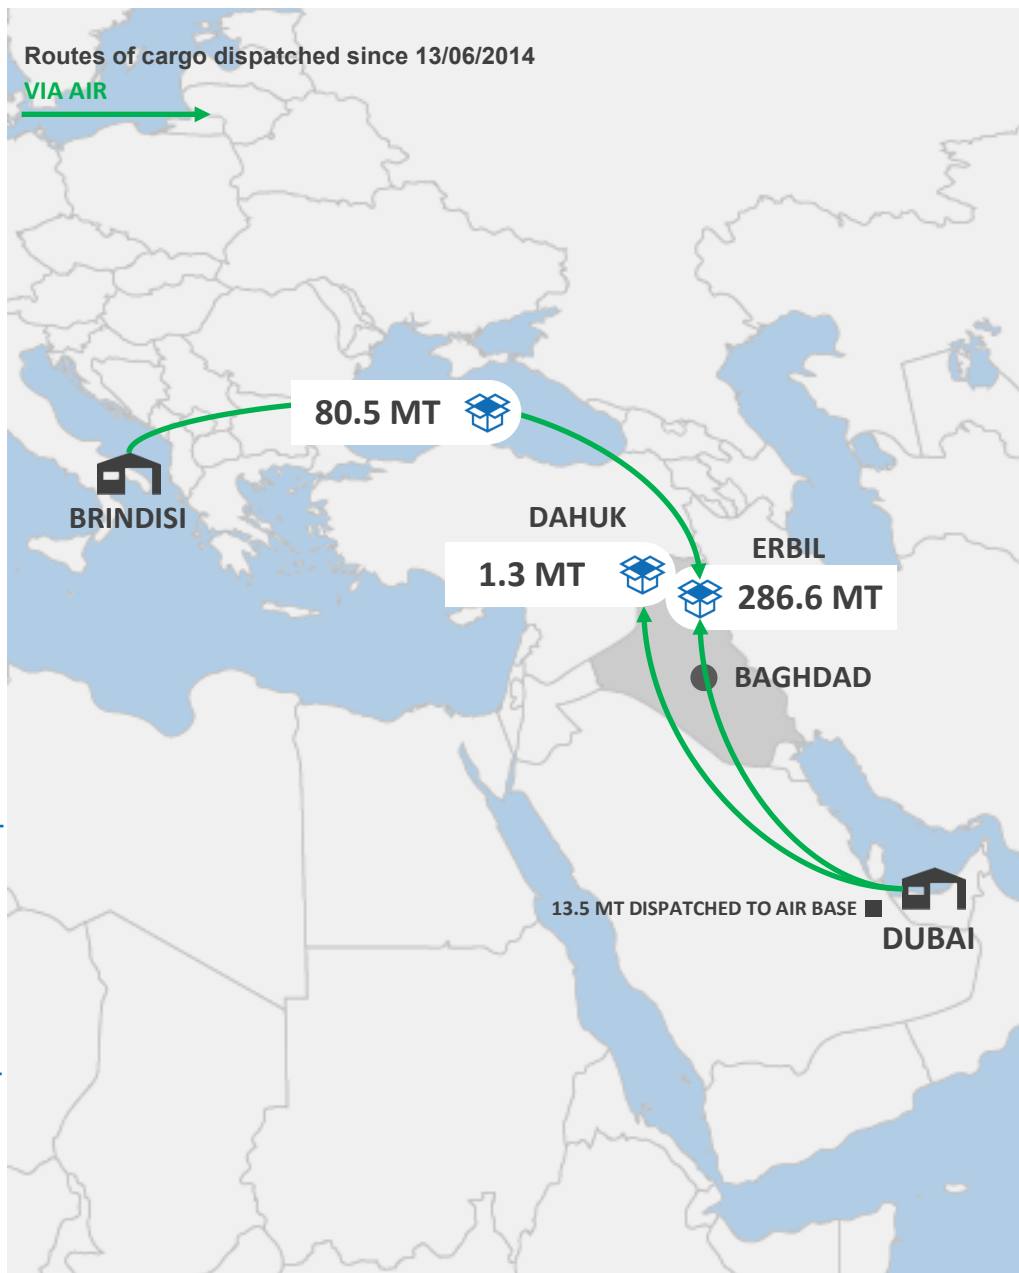 Routes of cargo dispatched since 13/06/2014
VIA AIR
80.5 MT
BRINDISI
DAHUK
ERBIL
1.3 MT
286.6 MT
BAGHDAD
13.5 MT DISPATCHED TO AIR BASE
DUBAI